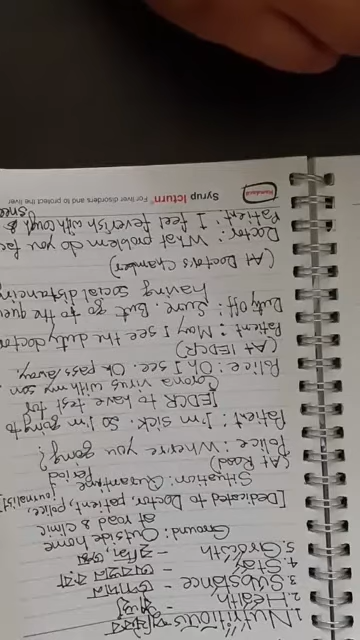 1. Nutritious -
2. Health -
3. Substance -
4. Stay -
5. Growth -
Ground: Outside home
at road & clinic
[Dedicated to Doctor, patient, police, journalist]
Situation: Quarantine
Period
(At Road)
Police: Where you going?
Patient: I'm sick. So I'm going to
IEDCR to have test for
Corona virus with my son
Police: Oh I see. Ok pass away.
(At IEDCR)
Patient: May I see the duty doctor
Duty Off: Sure. But go to the
having social distancing
(At Doctor's Chamber)
Doctor: What problem do you
Patient: I feel feverish with cough &
Syrup Icturn™ For liver disorders and to protect the liver
Hamdard